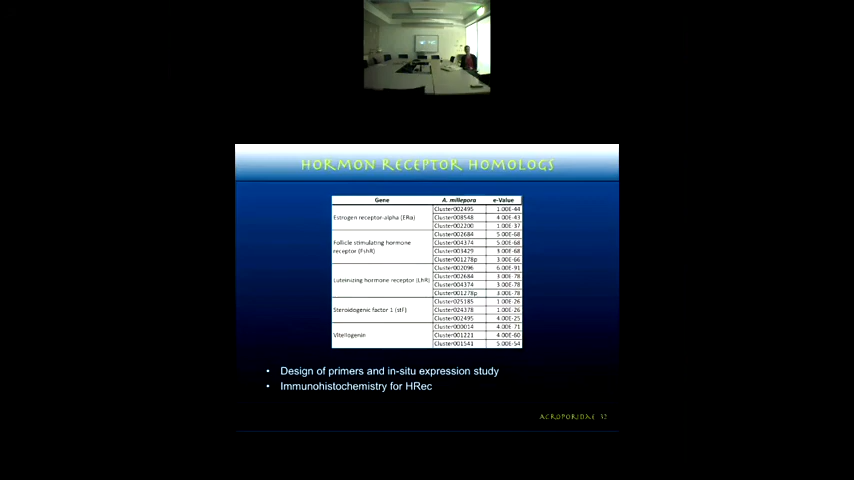 HORMON RECEPTOR HOMOLOGS
Gene A. millepora e-Value
Estrogen receptor-alpha (ERα)
Cluster002495 1.00E-44
Cluster008548 4.00E-43
Cluster002200 1.00E-37
Follicle stimulating hormone receptor (FshR)
Cluster002684 5.00E-68
Cluster004374 5.00E-68
Cluster003429 3.00E-68
Cluster001278p 3.00E-66
Luteinizing hormone receptor (LhR)
Cluster002096 6.00E-91
Cluster002684 3.00E-78
Cluster004374 3.00E-78
Cluster001278p 3.00E-78
Steroidogenic factor 1 (stF)
Cluster025185 1.00E-26
Cluster024378 1.00E-26
Cluster002495 4.00E-25
Vitellogenin
Cluster000014 4.00E-71
Cluster001221 4.00E-60
Cluster001541 5.00E-54
• Design of primers and in-situ expression study
• Immunohistochemistry for HRec
ACROPORIDAE 32